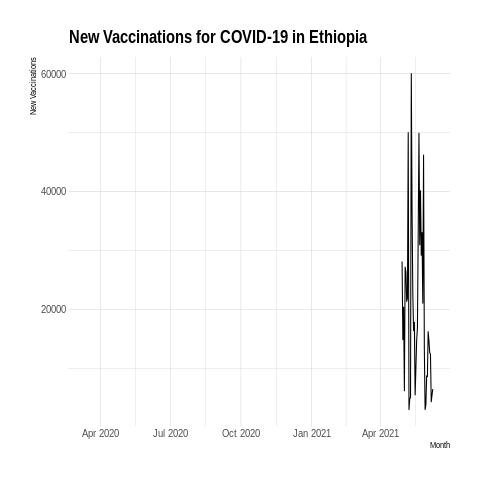 New Vaccinations for COVID-19 in Ethiopia
New Vaccinations
60000
40000
20000
Apr 2020
Jul 2020
Oct 2020
Jan 2021
Apr 2021
Month